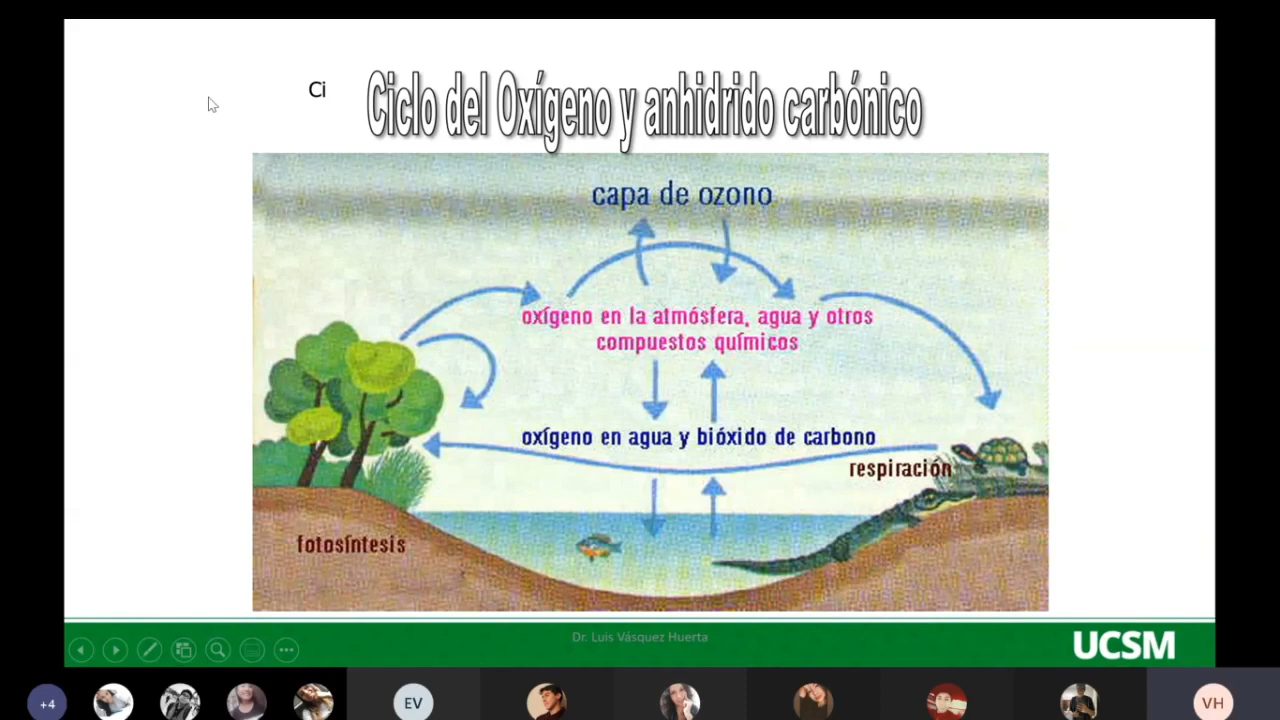 Ci
Ciclo del Oxígeno y anhidrido carbónico
capa de ozono
oxígeno en la atmósfera, agua y otros
compuestos químicos
oxígeno en agua y bióxido de carbono
respiración
fotosíntesis
Dr. Luis Vásquez Huerta
UCSM
+4
EV
VH